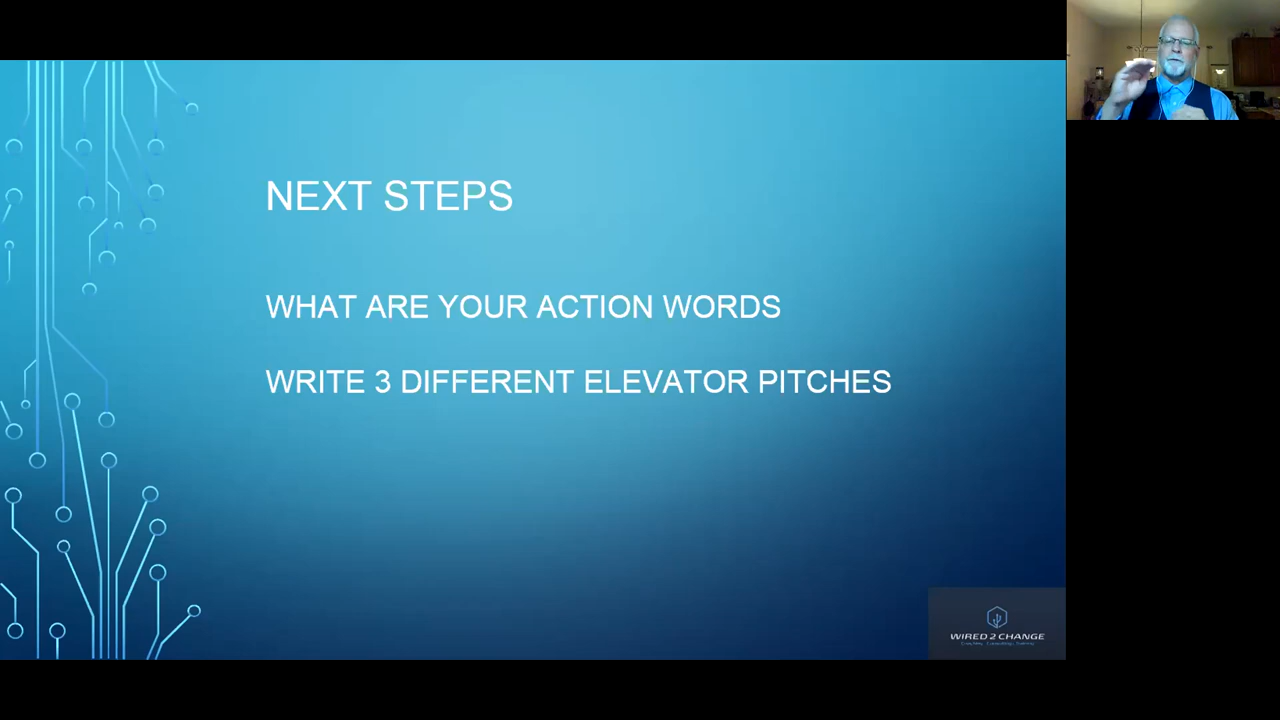 NEXT STEPS
WHAT ARE YOUR ACTION WORDS
WRITE 3 DIFFERENT ELEVATOR PITCHES
WIRED 2 CHANGE